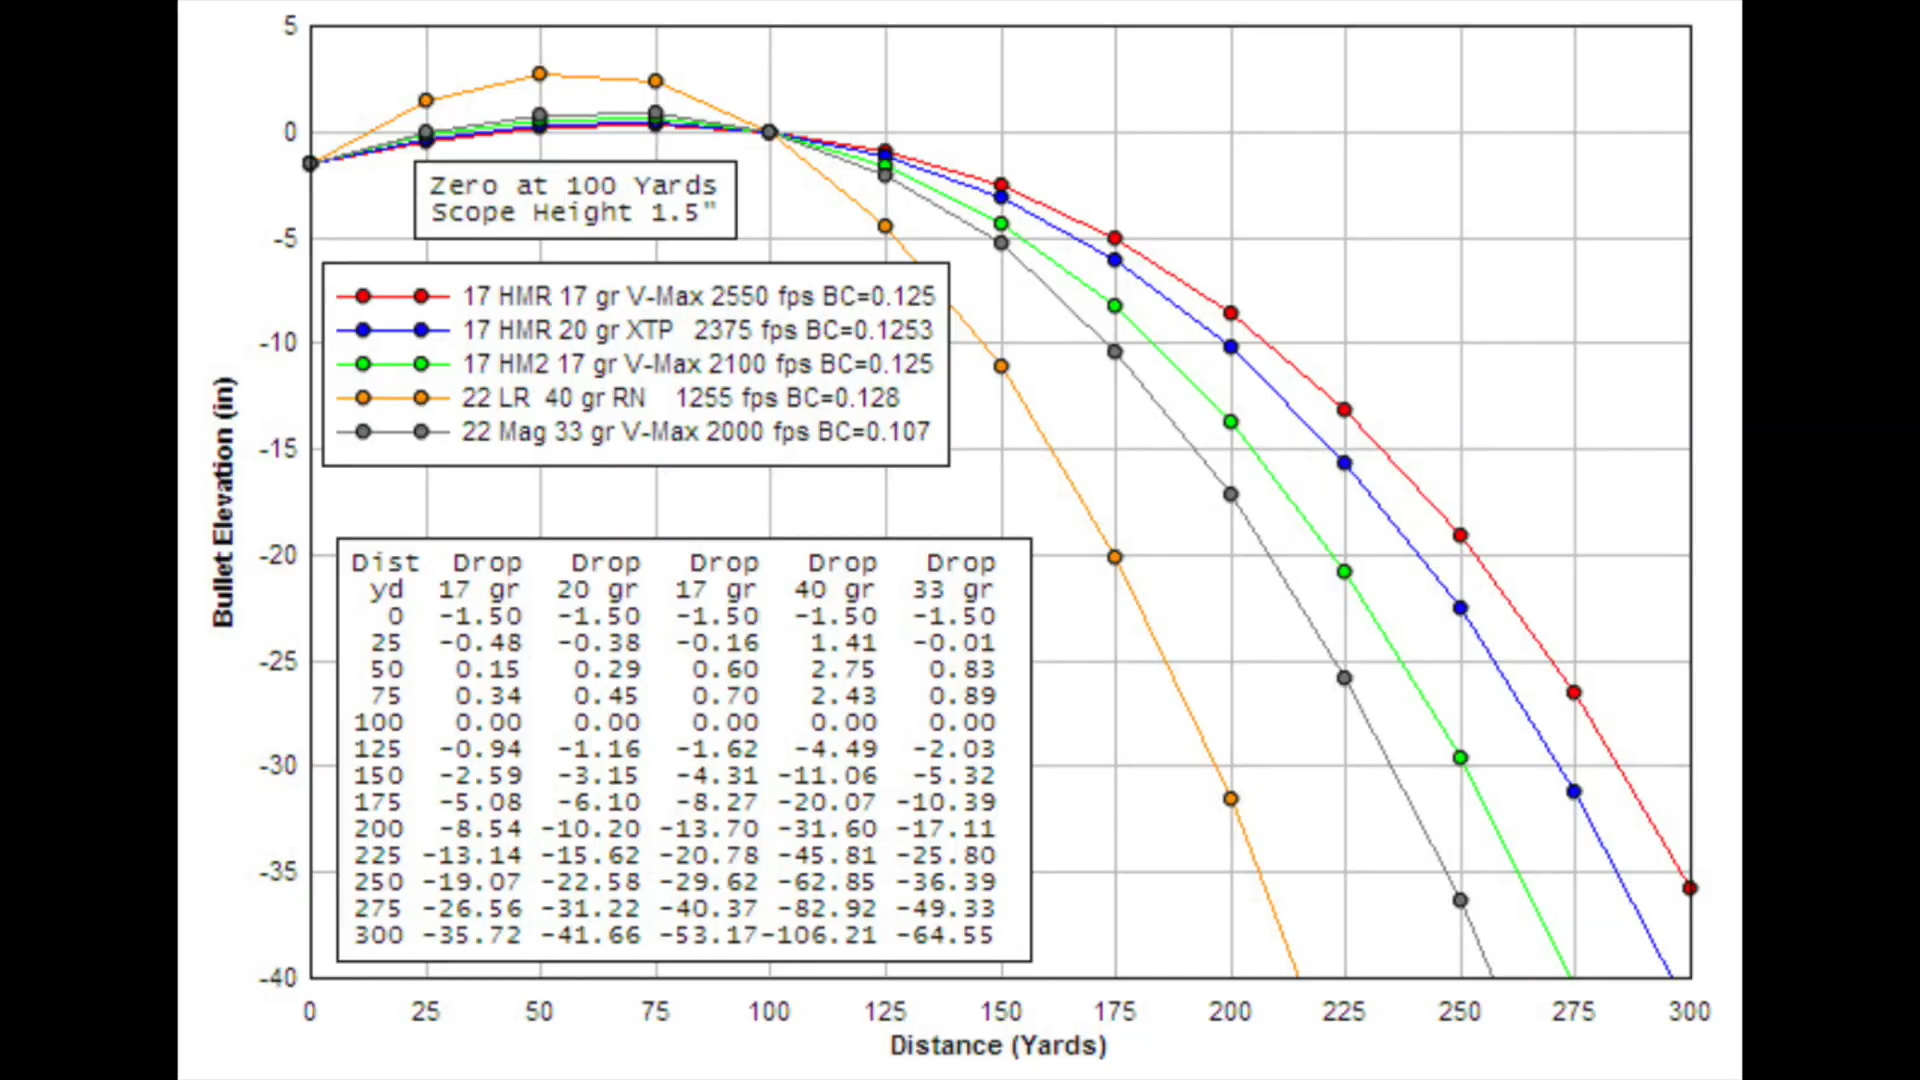 5
0
-5
-10
-15
-20
-25
-30
-35
-40
Bullet Elevation (in)
Zero at 100 Yards
Scope Height 1.5"
17 HMR 17 gr V-Max 2550 fps BC=0.125
17 HMR 20 gr XTP 2375 fps BC=0.1253
17 HM2 17 gr V-Max 2100 fps BC=0.125
22 LR 40 gr RN 1255 fps BC=0.128
22 Mag 33 gr V-Max 2000 fps BC=0.107
Dist Drop Drop Drop Drop Drop
yd 17 gr 20 gr 17 gr 40 gr 33 gr
0 -1.50 -1.50 -1.50 -1.50 -1.50
25 -0.48 -0.38 -0.16 1.41 -0.01
50 0.15 0.29 0.60 2.75 0.83
75 0.34 0.45 0.70 2.43 0.89
100 0.00 0.00 0.00 0.00 0.00
125 -0.94 -1.16 -1.62 -4.49 -2.03
150 -2.59 -3.15 -4.31 -11.06 -5.32
175 -5.08 -6.10 -8.27 -20.07 -10.39
200 -8.54 -10.20 -13.70 -31.60 -17.11
225 -13.14 -15.62 -20.78 -45.81 -25.80
250 -19.07 -22.58 -29.62 -62.85 -36.39
275 -26.56 -31.22 -40.37 -82.92 -49.33
300 -35.72 -41.66 -53.17 -106.21 -64.55
0 25 50 75 100 125 150 175 200 225 250 275 300
Distance (Yards)